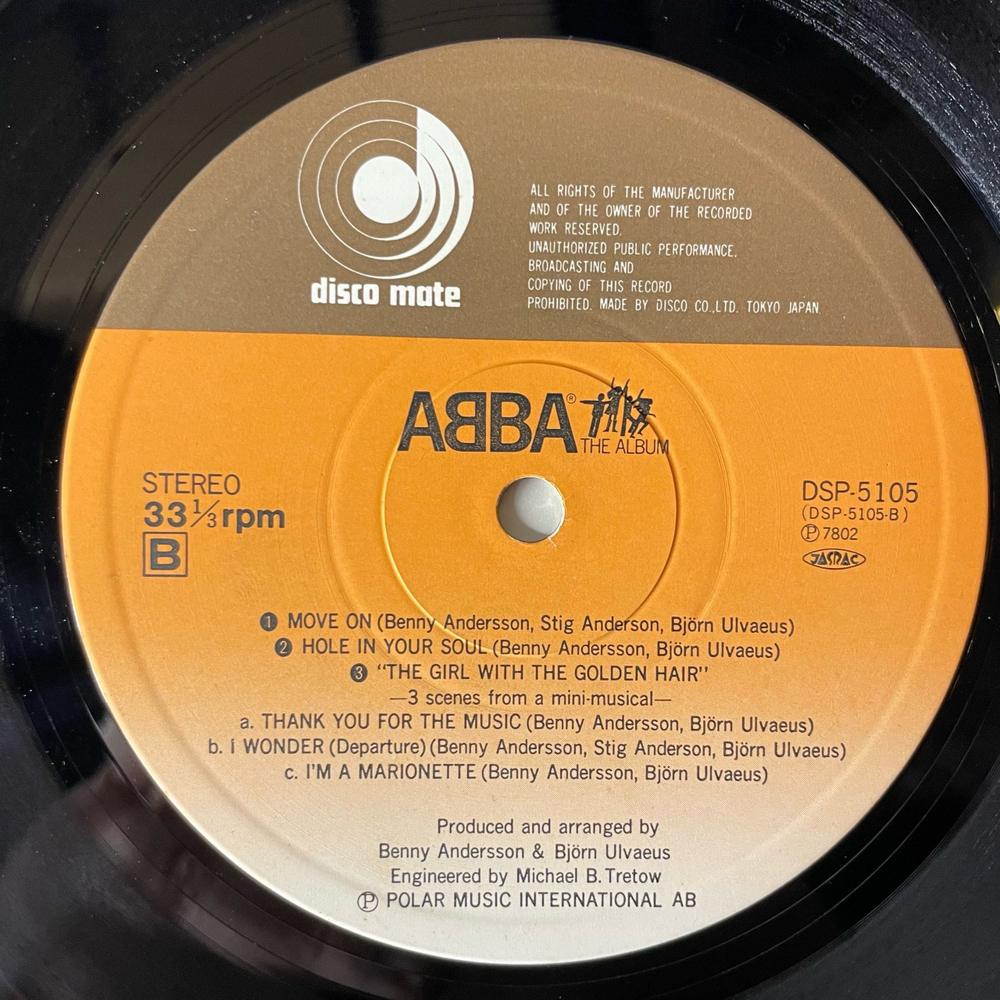 disco mate
ALL RIGHTS OF THE MANUFACTURER
AND OF THE OWNER OF THE RECORDED
WORK RESERVED.
UNAUTHORIZED PUBLIC PERFORMANCE,
BROADCASTING AND
COPYING OF THIS RECORD
PROHIBITED. MADE BY DISCO CO.,LTD. TOKYO JAPAN.
ABBA®
THE ALBUM
STEREO
33 1/3 rpm
B
DSP-5105
(DSP-5105-B)
Ⓟ7802
JASRAC
❶ MOVE ON (Benny Andersson, Stig Anderson, Björn Ulvaeus)
❷ HOLE IN YOUR SOUL (Benny Andersson, Björn Ulvaeus)
❸ "THE GIRL WITH THE GOLDEN HAIR"
—3 scenes from a mini-musical—
a. THANK YOU FOR THE MUSIC (Benny Andersson, Björn Ulvaeus)
b. I WONDER (Departure) (Benny Andersson, Stig Anderson, Björn Ulvaeus)
c. I'M A MARIONETTE (Benny Andersson, Björn Ulvaeus)
Produced and arranged by
Benny Andersson & Björn Ulvaeus
Engineered by Michael B. Tretow
Ⓟ POLAR MUSIC INTERNATIONAL AB